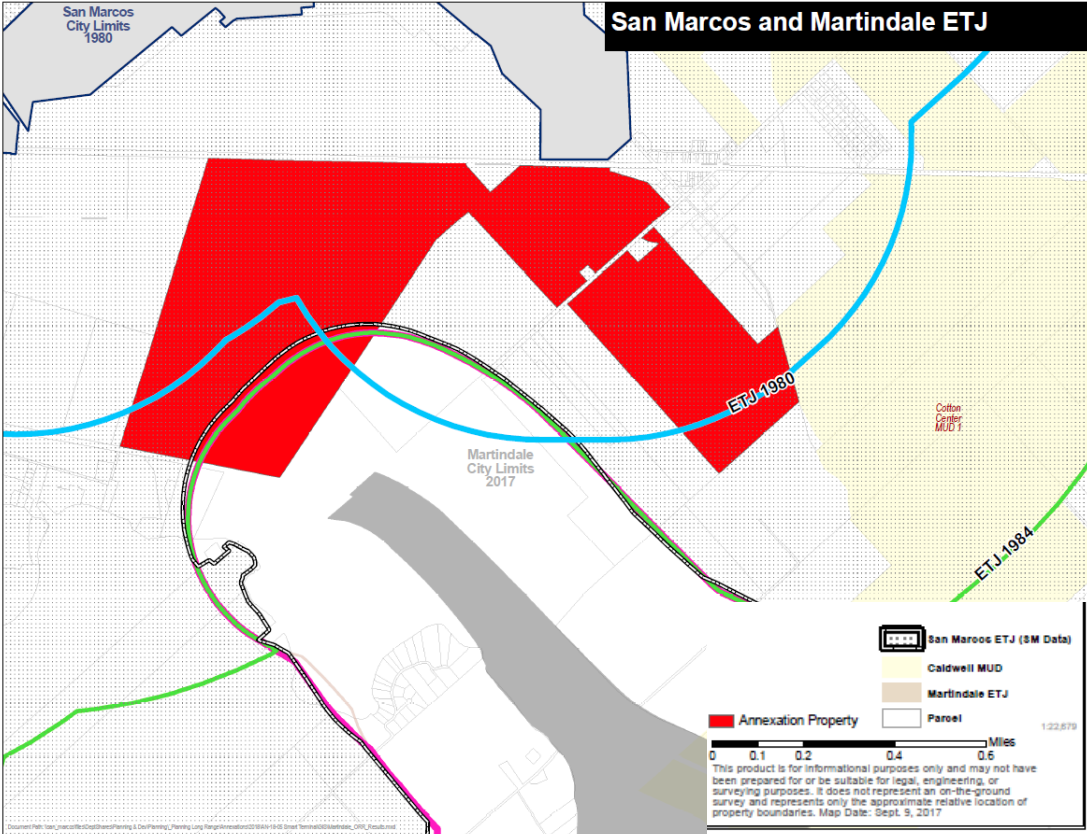 San Marcos and Martindale ETJ
San Marcos
City Limits
1980
ETJ 1980
Cotton
Center
MUD 1
Martindale
City Limits
2017
ETJ 1984
San Marcos ETJ (SM Data)
Caldwell MUD
Martindale ETJ
Annexation Property
Parcel
1:22,679
Miles
0 0.1 0.2 0.4 0.6
This product is for informational purposes only and may not have
been prepared for or be suitable for legal, engineering, or
surveying purposes. It does not represent an on-the-ground
survey and represents only the approximate relative location of
property boundaries. Map Date: Sept. 9, 2017
Document Path: